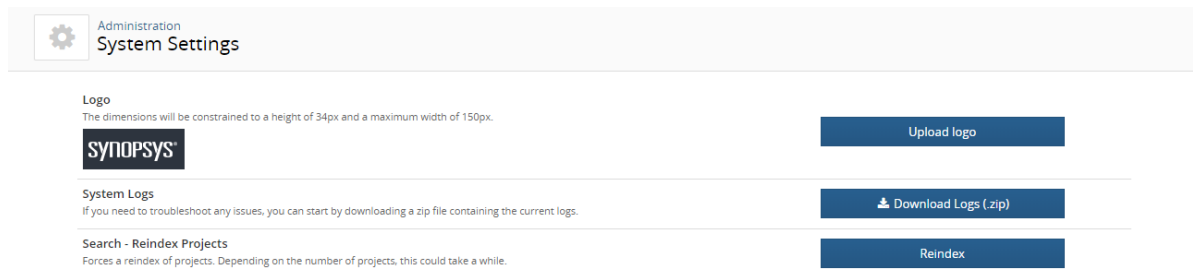 Administration
System Settings
Logo
The dimensions will be constrained to a height of 34px and a maximum width of 150px.
Upload logo
SYNOPSYS®
System Logs
If you need to troubleshoot any issues, you can start by downloading a zip file containing the current logs.
Download Logs (.zip)
Search - Reindex Projects
Forces a reindex of projects. Depending on the number of projects, this could take a while.
Reindex